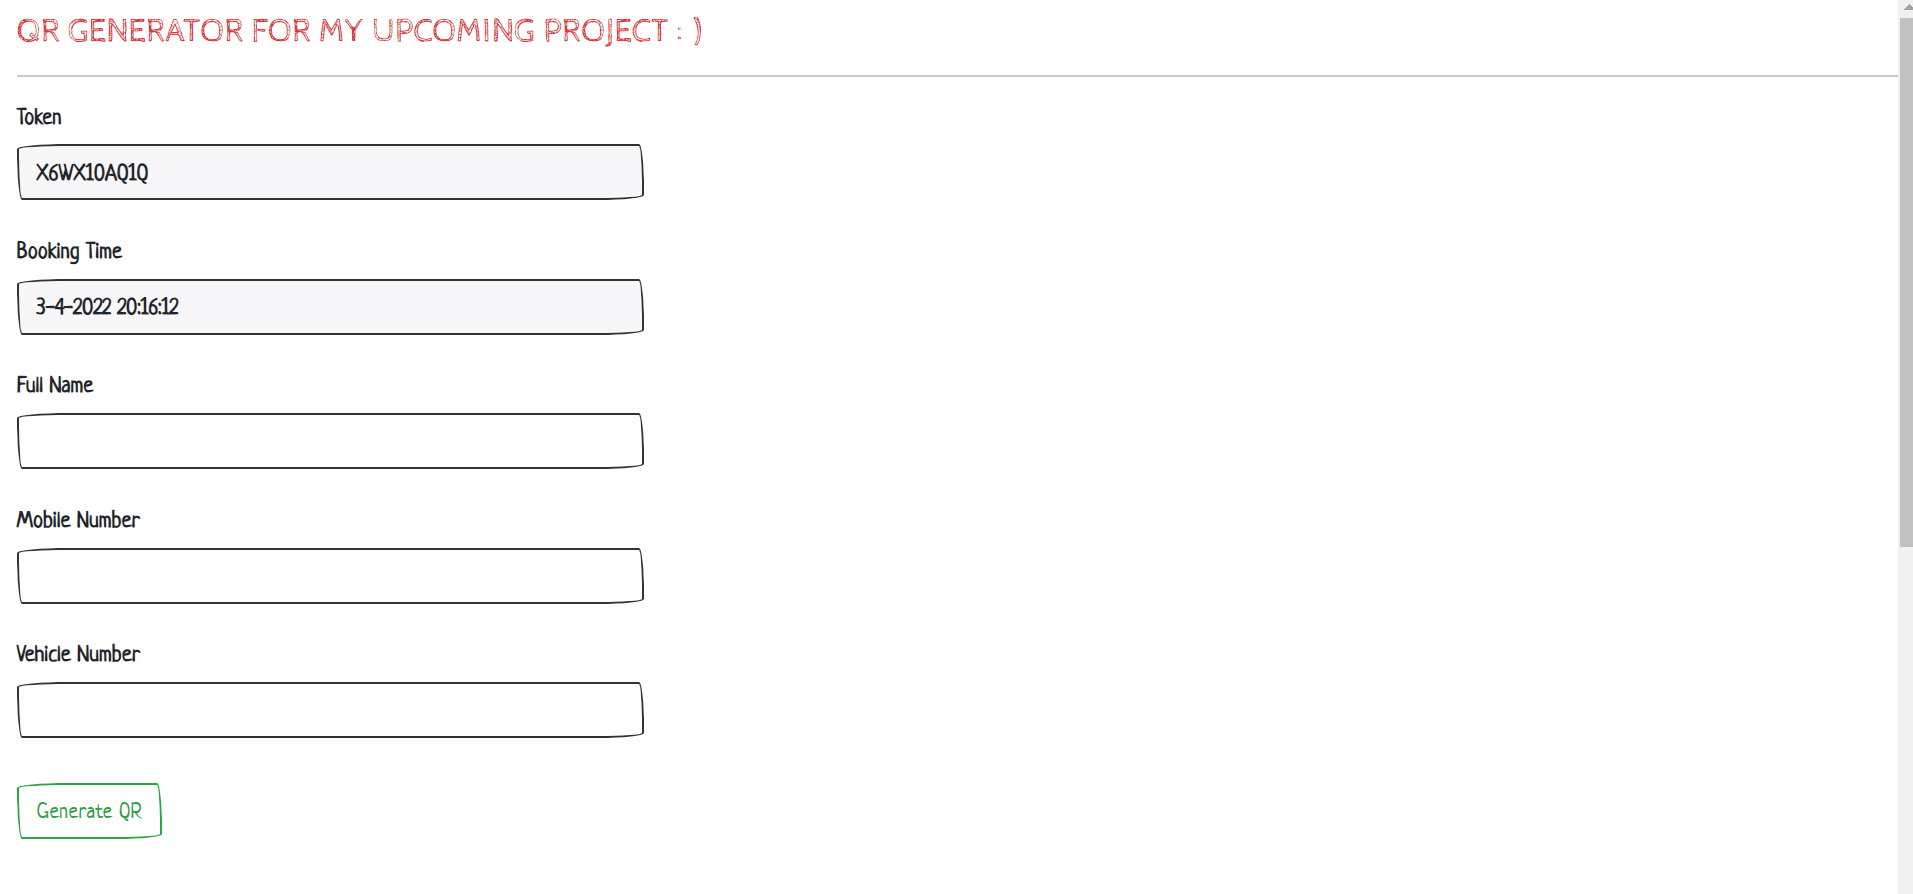 QR GENERATOR FOR MY UPCOMING PROJECT : )
Token
X6WX10AQ1Q
Booking Time
3-4-2022 20:16:12
Full Name
Mobile Number
Vehicle Number
Generate QR